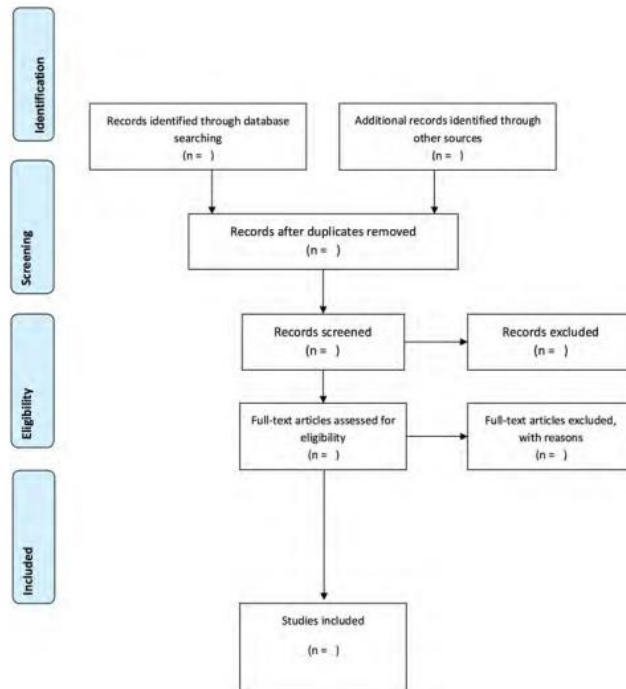 Identification
Records identified through database
searching
(n =   )
Additional records identified through
other sources
(n =   )
Screening
Records after duplicates removed
(n =   )
Records screened
(n =   )
Records excluded
(n =   )
Eligibility
Full-text articles assessed for
eligibility
(n =   )
Full-text articles excluded,
with reasons
(n =   )
Included
Studies included
(n =   )